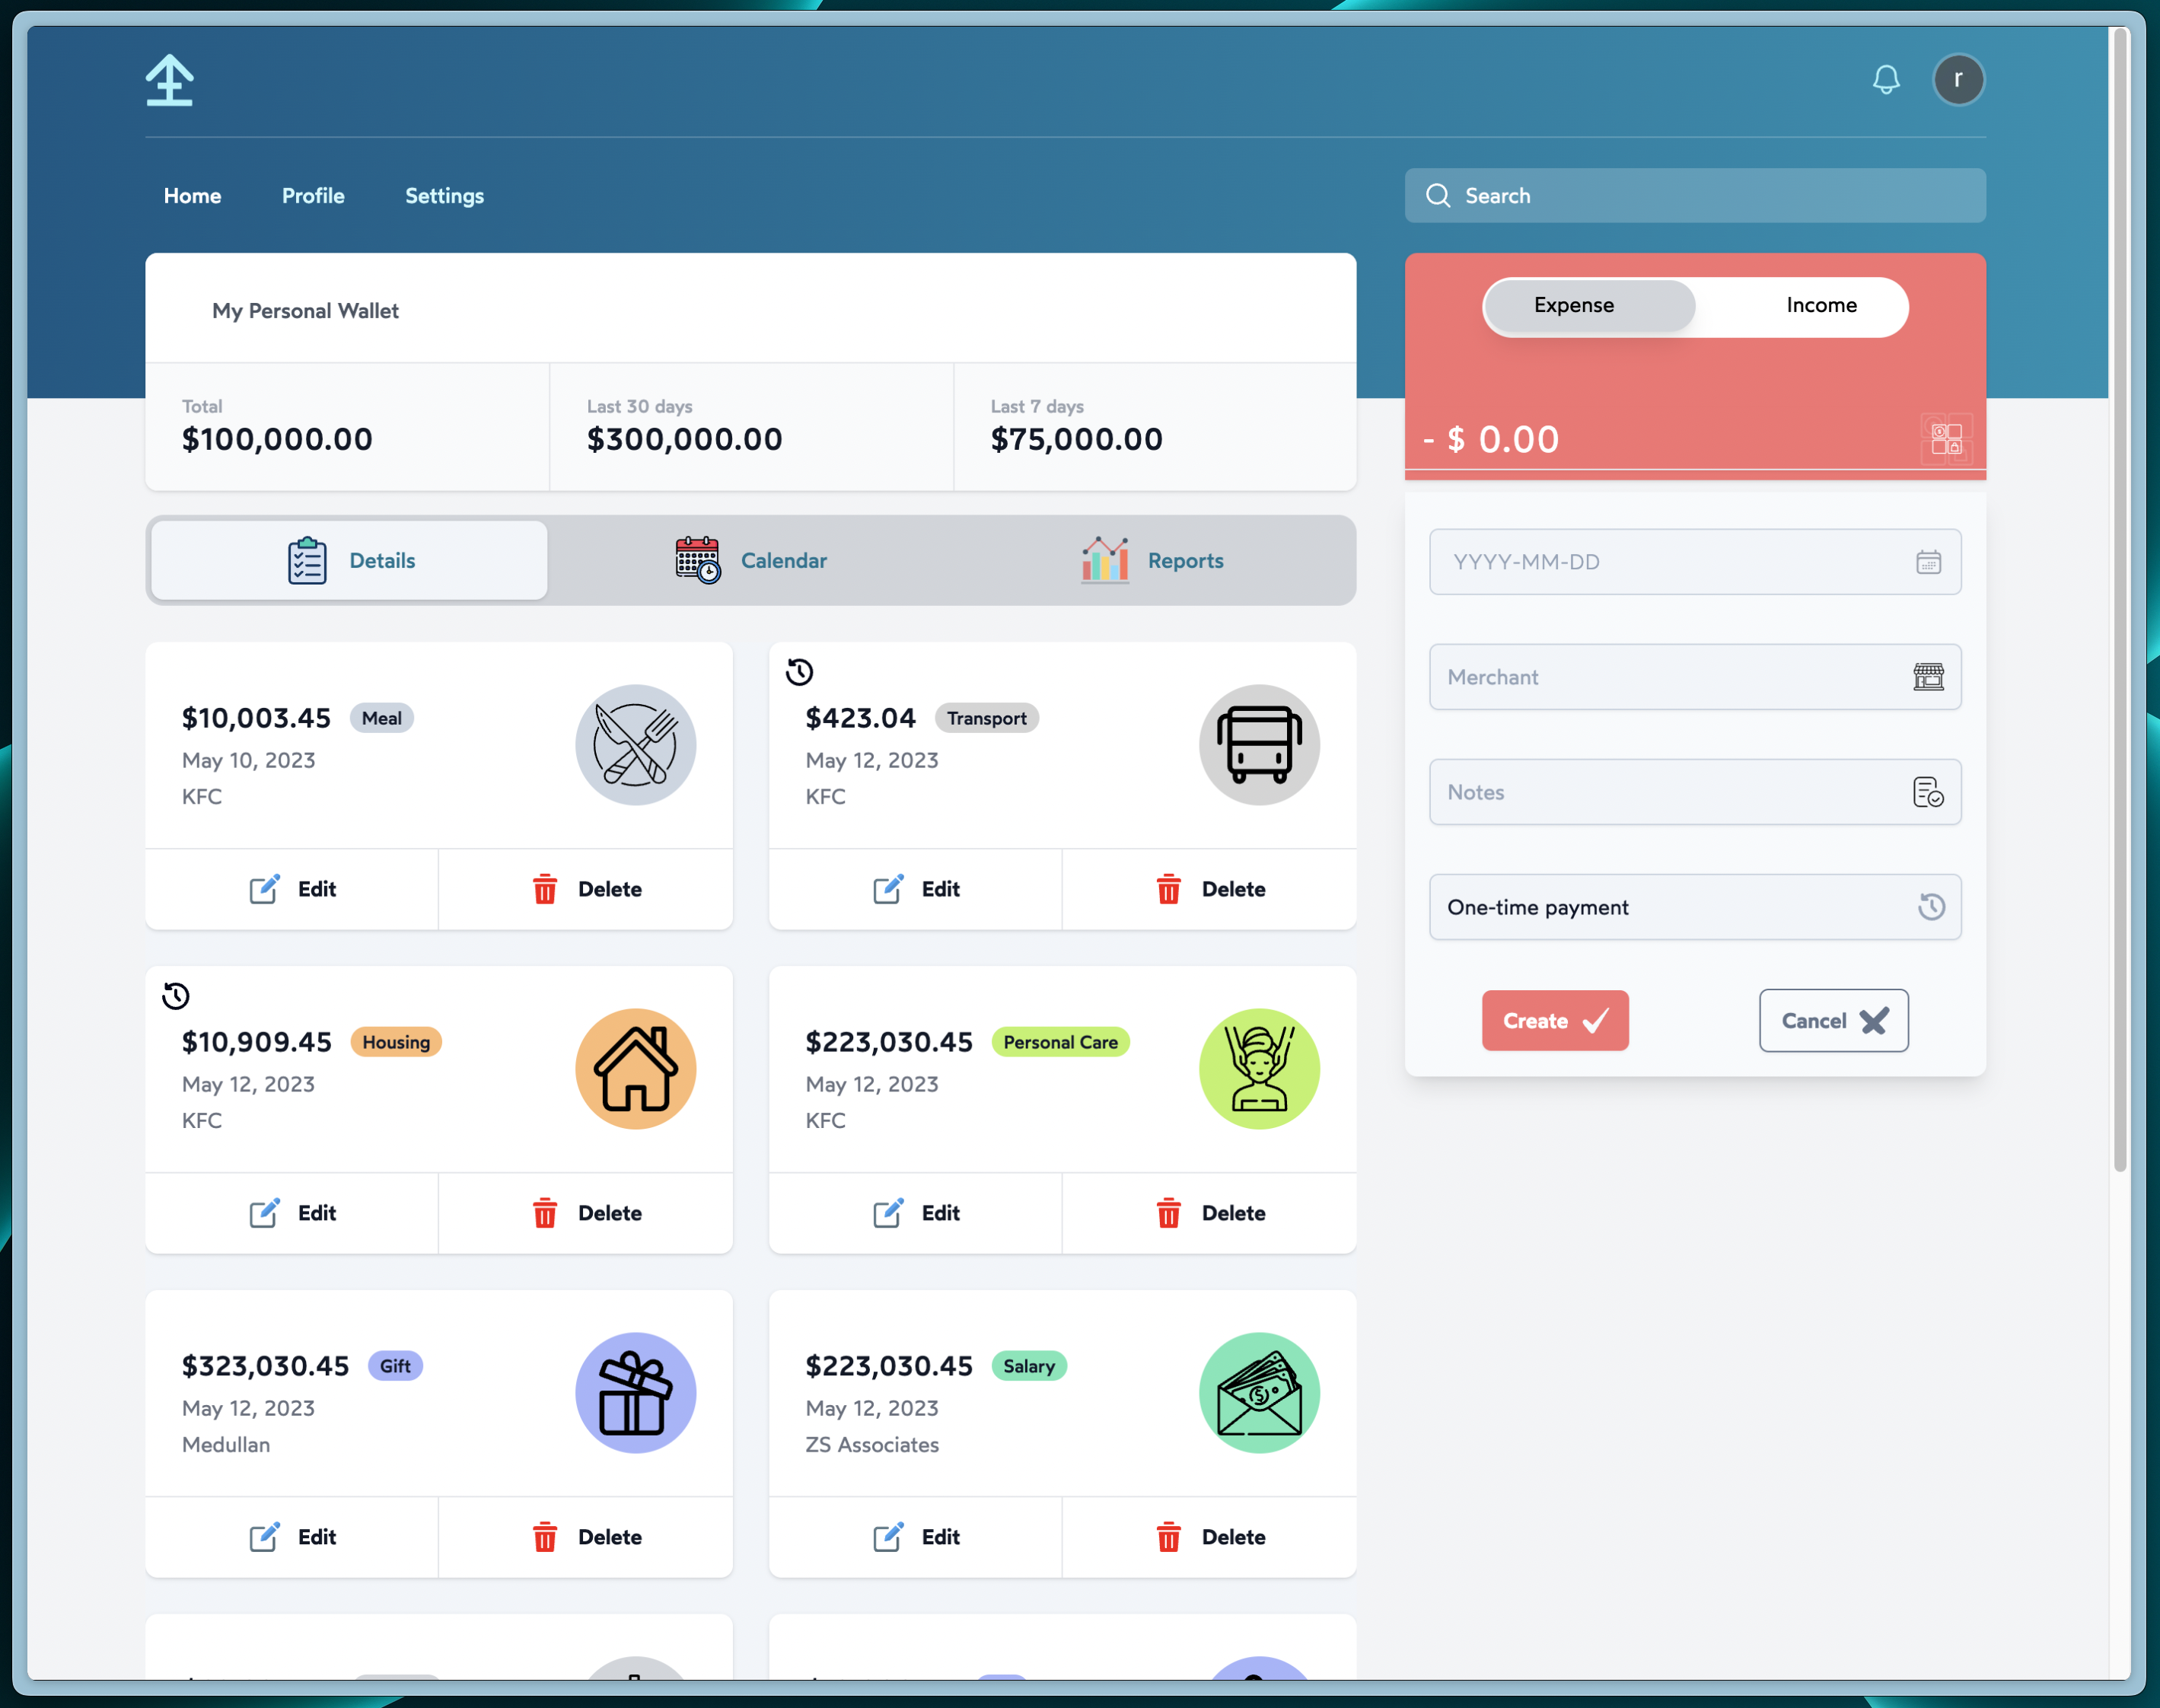 r
Home
Profile
Settings
Search
My Personal Wallet
Total
$100,000.00
Last 30 days
$300,000.00
Last 7 days
$75,000.00
Expense
Income
- $ 0.00
Details
Calendar
Reports
YYYY-MM-DD
Merchant
Notes
One-time payment
Create
Cancel
$10,003.45 Meal
May 10, 2023
KFC
Edit
Delete
$423.04 Transport
May 12, 2023
KFC
Edit
Delete
$10,909.45 Housing
May 12, 2023
KFC
Edit
Delete
$223,030.45 Personal Care
May 12, 2023
KFC
Edit
Delete
$323,030.45 Gift
May 12, 2023
Medullan
Edit
Delete
$223,030.45 Salary
May 12, 2023
ZS Associates
Edit
Delete